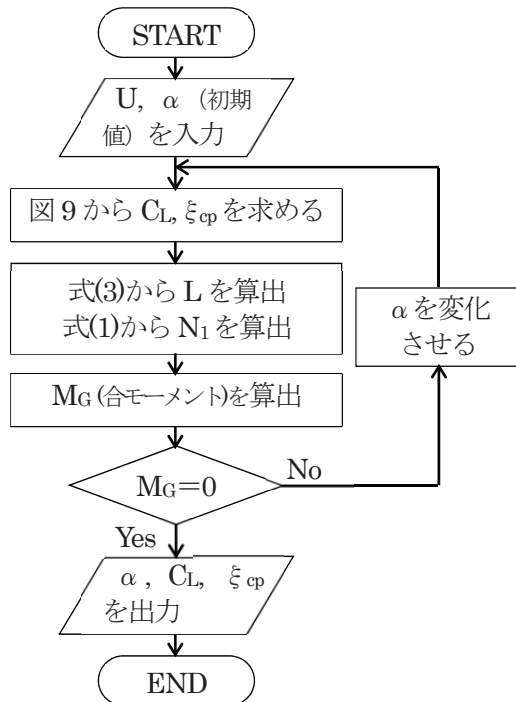 START
U, α (初期
値) を入力
図 9 から CL, ξcp を求める
式(3)から L を算出
式(1)から N1 を算出
αを変化
させる
MG (合モーメント)を算出
MG=0
No
Yes
α , CL, ξcp
を出力
END